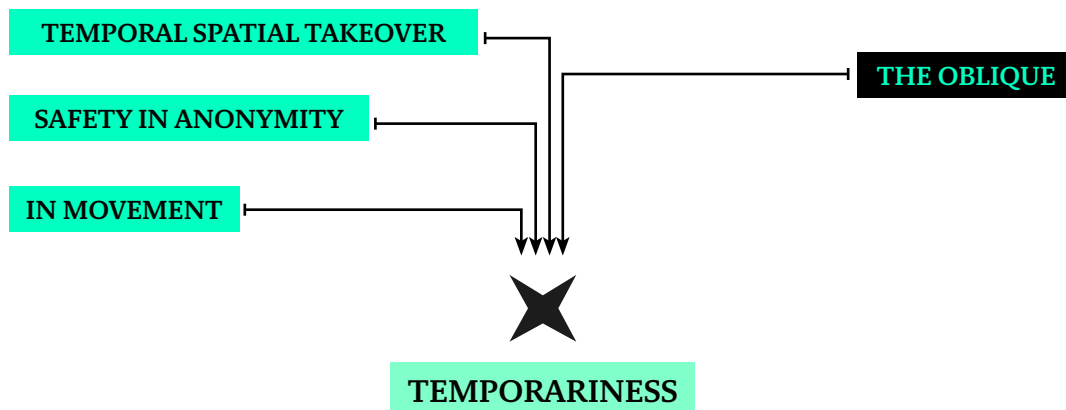 TEMPORAL SPATIAL TAKEOVER
THE OBLIQUE
SAFETY IN ANONYMITY
IN MOVEMENT
TEMPORARINESS